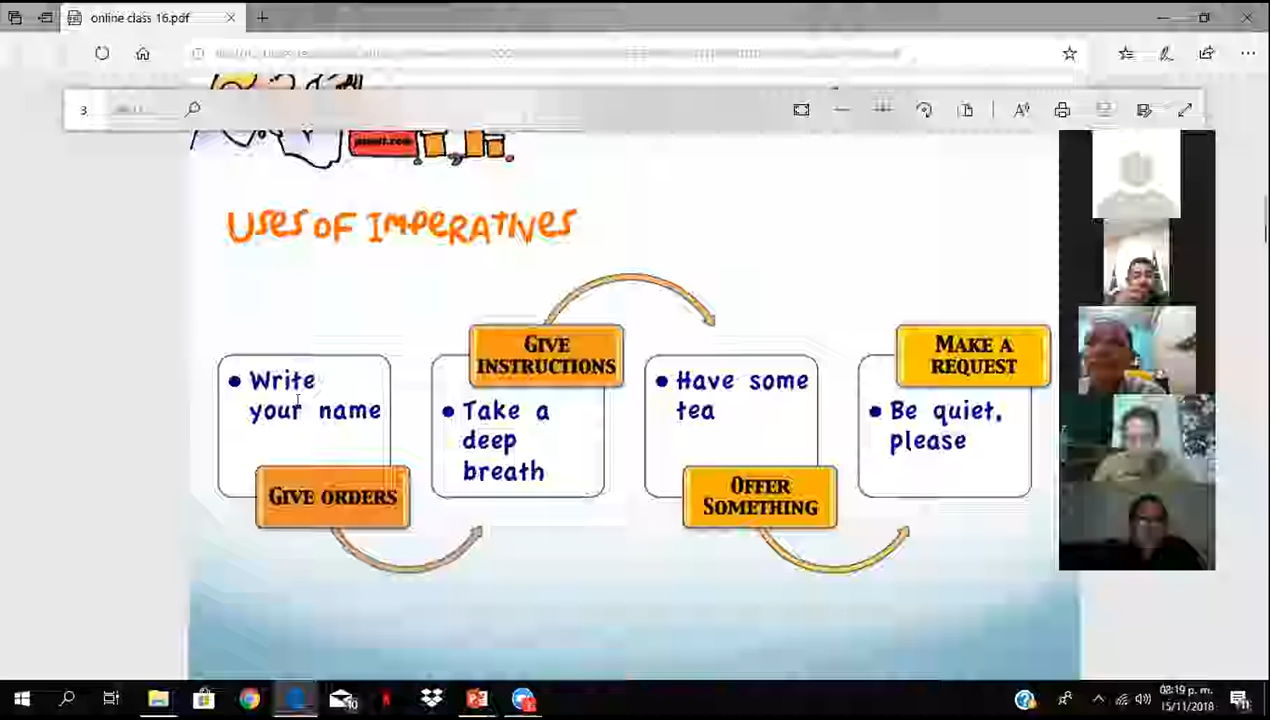 online class 16.pdf
3
Uses of Imperatives
Write
your name
GIVE ORDERS
GIVE
INSTRUCTIONS
Take a
deep
breath
Have some
tea
OFFER
SOMETHING
MAKE A
REQUEST
Be quiet,
please
08:19 p. m.
15/11/2018